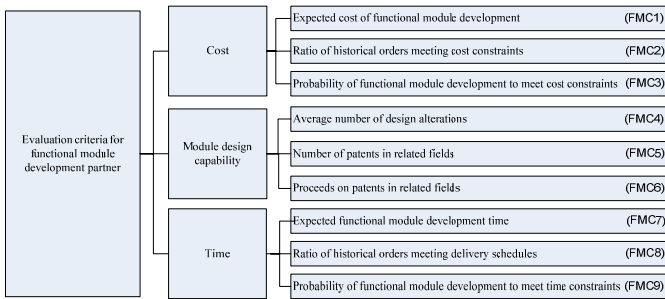 Evaluation criteria for
functional module
development partner
Cost
Expected cost of functional module development (FMC1)
Ratio of historical orders meeting cost constraints (FMC2)
Probability of functional module development to meet cost constraints (FMC3)
Module design
capability
Average number of design alterations (FMC4)
Number of patents in related fields (FMC5)
Proceeds on patents in related fields (FMC6)
Time
Expected functional module development time (FMC7)
Ratio of historical orders meeting delivery schedules (FMC8)
Probability of functional module development to meet time constraints (FMC9)